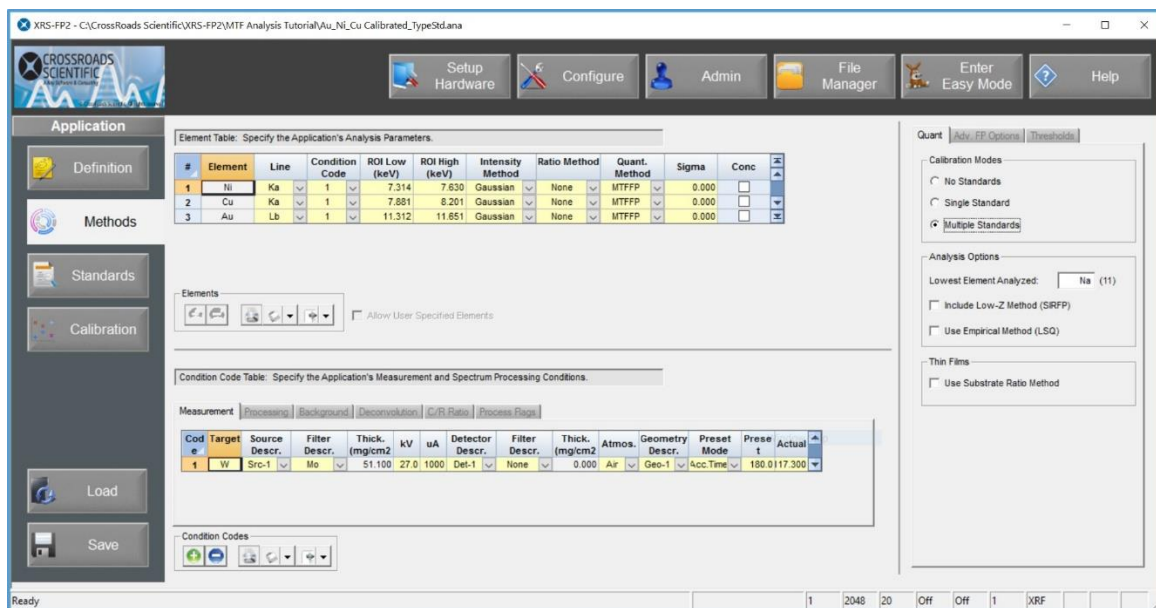 XRS-FP2 - C:\CrossRoads Scientific\XRS-FP2\MTF Analysis Tutorial\Au_Ni_Cu Calibrated_TypeStd.ana
CROSSROADS
SCIENTIFIC
Setup Hardware
Configure
Admin
File Manager
Enter Easy Mode
Help
Application
Definition
Methods
Standards
Calibration
Load
Save
Element Table: Specify the Application's Analysis Parameters.
# Element Line Condition Code ROI Low (keV) ROI High (keV) Intensity Method Ratio Method Quant. Method Sigma Conc
1 Ni Ka 1 7.314 7.630 Gaussian None MTFFP 0.000
2 Cu Ka 1 7.881 8.201 Gaussian None MTFFP 0.000
3 Au Lb 1 11.312 11.651 Gaussian None MTFFP 0.000
Elements
Allow User Specified Elements
Condition Code Table: Specify the Application's Measurement and Spectrum Processing Conditions.
Measurement Processing Background Deconvolution C/R Ratio Process Flags
Code Target Source Descr. Filter Descr. Thick. (mg/cm2 kV uA Detector Descr. Filter Descr. Thick. (mg/cm2 Atmos. Geometry Descr. Preset Mode Preset Actual
1 W Src-1 Mo 51.100 27.0 1000 Det-1 None 0.000 Air Geo-1 Acc.Time 180.0 117.300
Condition Codes
Quant Adv. FP Options Thresholds
Calibration Modes
No Standards
Single Standard
Multiple Standards
Analysis Options
Lowest Element Analyzed: Na (11)
Include Low-Z Method (SIRFP)
Use Empirical Method (LSQ)
Thin Films
Use Substrate Ratio Method
Ready 1 2048 20 Off Off 1 XRF